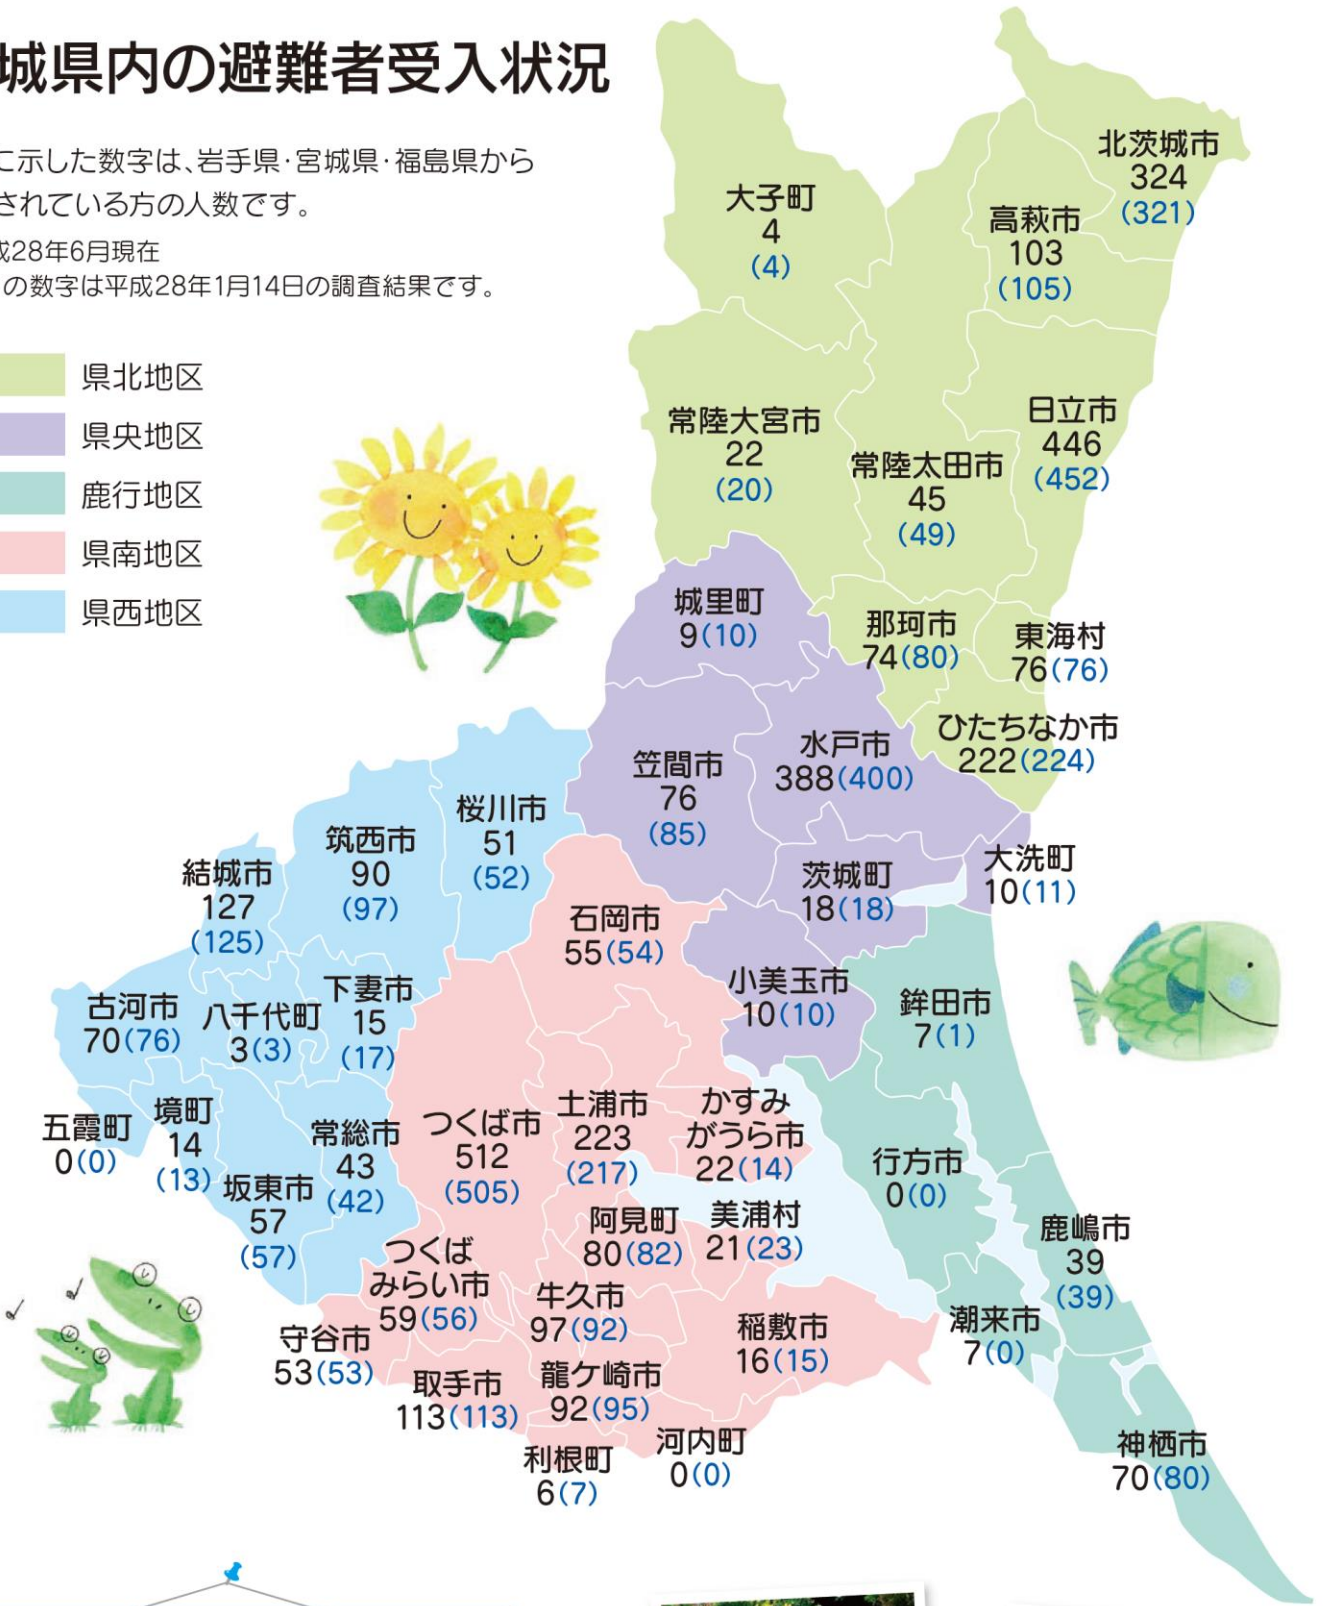 城県内の避難者受入状況
に示した数字は、岩手県・宮城県・福島県から
されている方の人数です。
成28年6月現在
の数字は平成28年1月14日の調査結果です。
県北地区
県央地区
鹿行地区
県南地区
県西地区
北茨城市
324
(321)
大子町
4
(4)
高萩市
103
(105)
常陸大宮市
22
(20)
常陸太田市
45
(49)
日立市
446
(452)
城里町
9(10)
那珂市
74(80)
東海村
76(76)
ひたちなか市
222(224)
笠間市
76
(85)
水戸市
388(400)
桜川市
51
(52)
筑西市
90
(97)
結城市
127
(125)
茨城町
18(18)
大洗町
10(11)
石岡市
55(54)
小美玉市
10(10)
鉾田市
7(1)
古河市
70(76)
八千代町
3(3)
下妻市
15
(17)
五霞町
0(0)
境町
14
(13)
坂東市
57
(57)
常総市
43
(42)
つくば市
512
(505)
土浦市
223
(217)
かすみ
がうら市
22(14)
行方市
0(0)
阿見町
80(82)
美浦村
21(23)
鹿嶋市
39
(39)
つくば
みらい市
59(56)
牛久市
97(92)
稲敷市
16(15)
潮来市
7(0)
守谷市
53(53)
取手市
113(113)
龍ケ崎市
92(95)
利根町
6(7)
河内町
0(0)
神栖市
70(80)